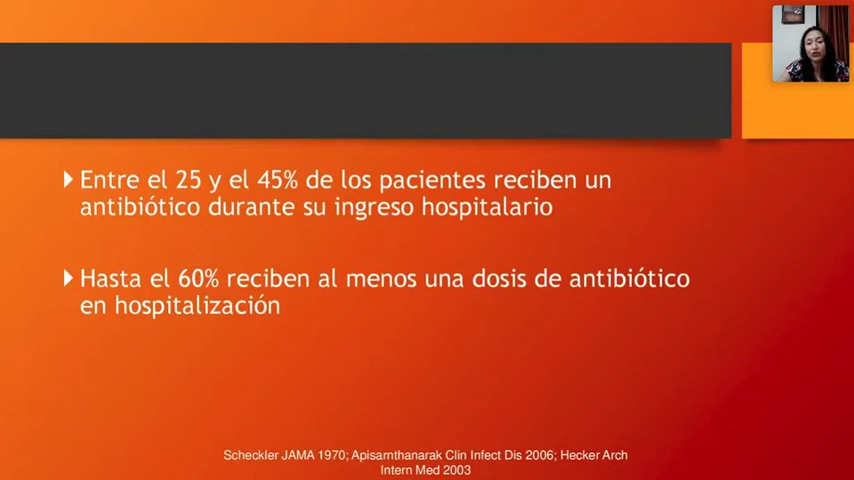 Entre el 25 y el 45% de los pacientes reciben un
antibiótico durante su ingreso hospitalario
Hasta el 60% reciben al menos una dosis de antibiótico
en hospitalización
Scheckler JAMA 1970; Apisarnthanarak Clin Infect Dis 2006; Hecker Arch
Intern Med 2003